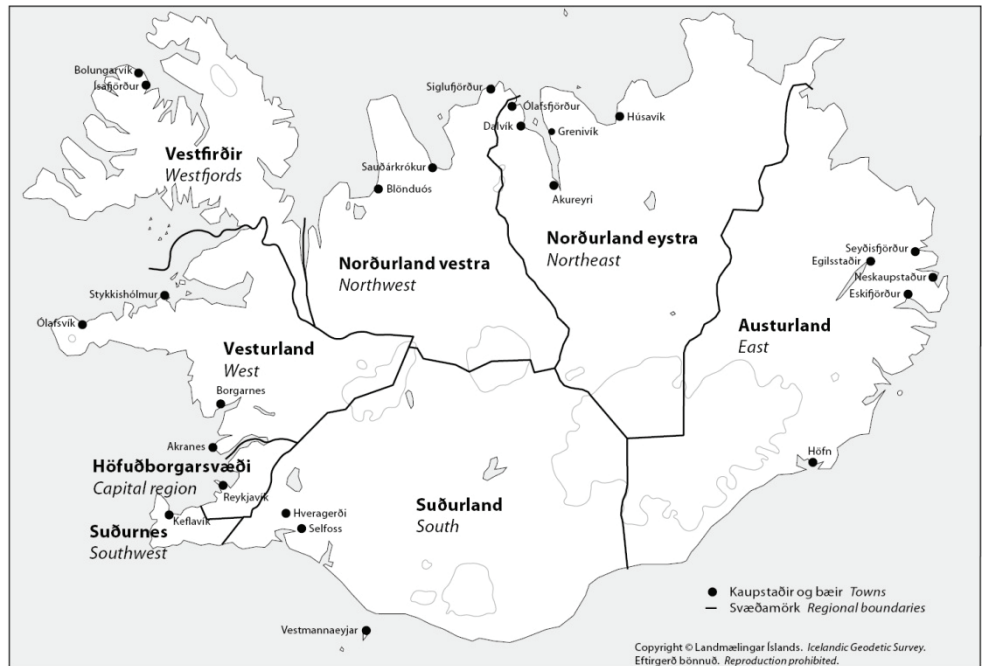 Bolungarvík
Ísafjörður
Vestfirðir
Westfjords
Siglufjörður
Ólafsfjörður
Dalvík
Grenivík
Húsavík
Sauðárkrókur
Blönduós
Akureyri
Norðurland vestra
Northwest
Norðurland eystra
Northeast
Seyðisfjörður
Egilsstaðir
Neskaupstaður
Eskifjörður
Austurland
East
Stykkishólmur
Ólafsvík
Vesturland
West
Borgarnes
Akranes
Höfuðborgarsvæði
Capital region
Reykjavík
Suðurnes
Southwest
Keflavík
Hveragerði
Selfoss
Suðurland
South
Höfn
Vestmannaeyjar
Kaupstaðir og bæir Towns
Svæðamörk Regional boundaries
Copyright © Landmælingar Íslands. Icelandic Geodetic Survey.
Eftirgerð bönnuð. Reproduction prohibited.